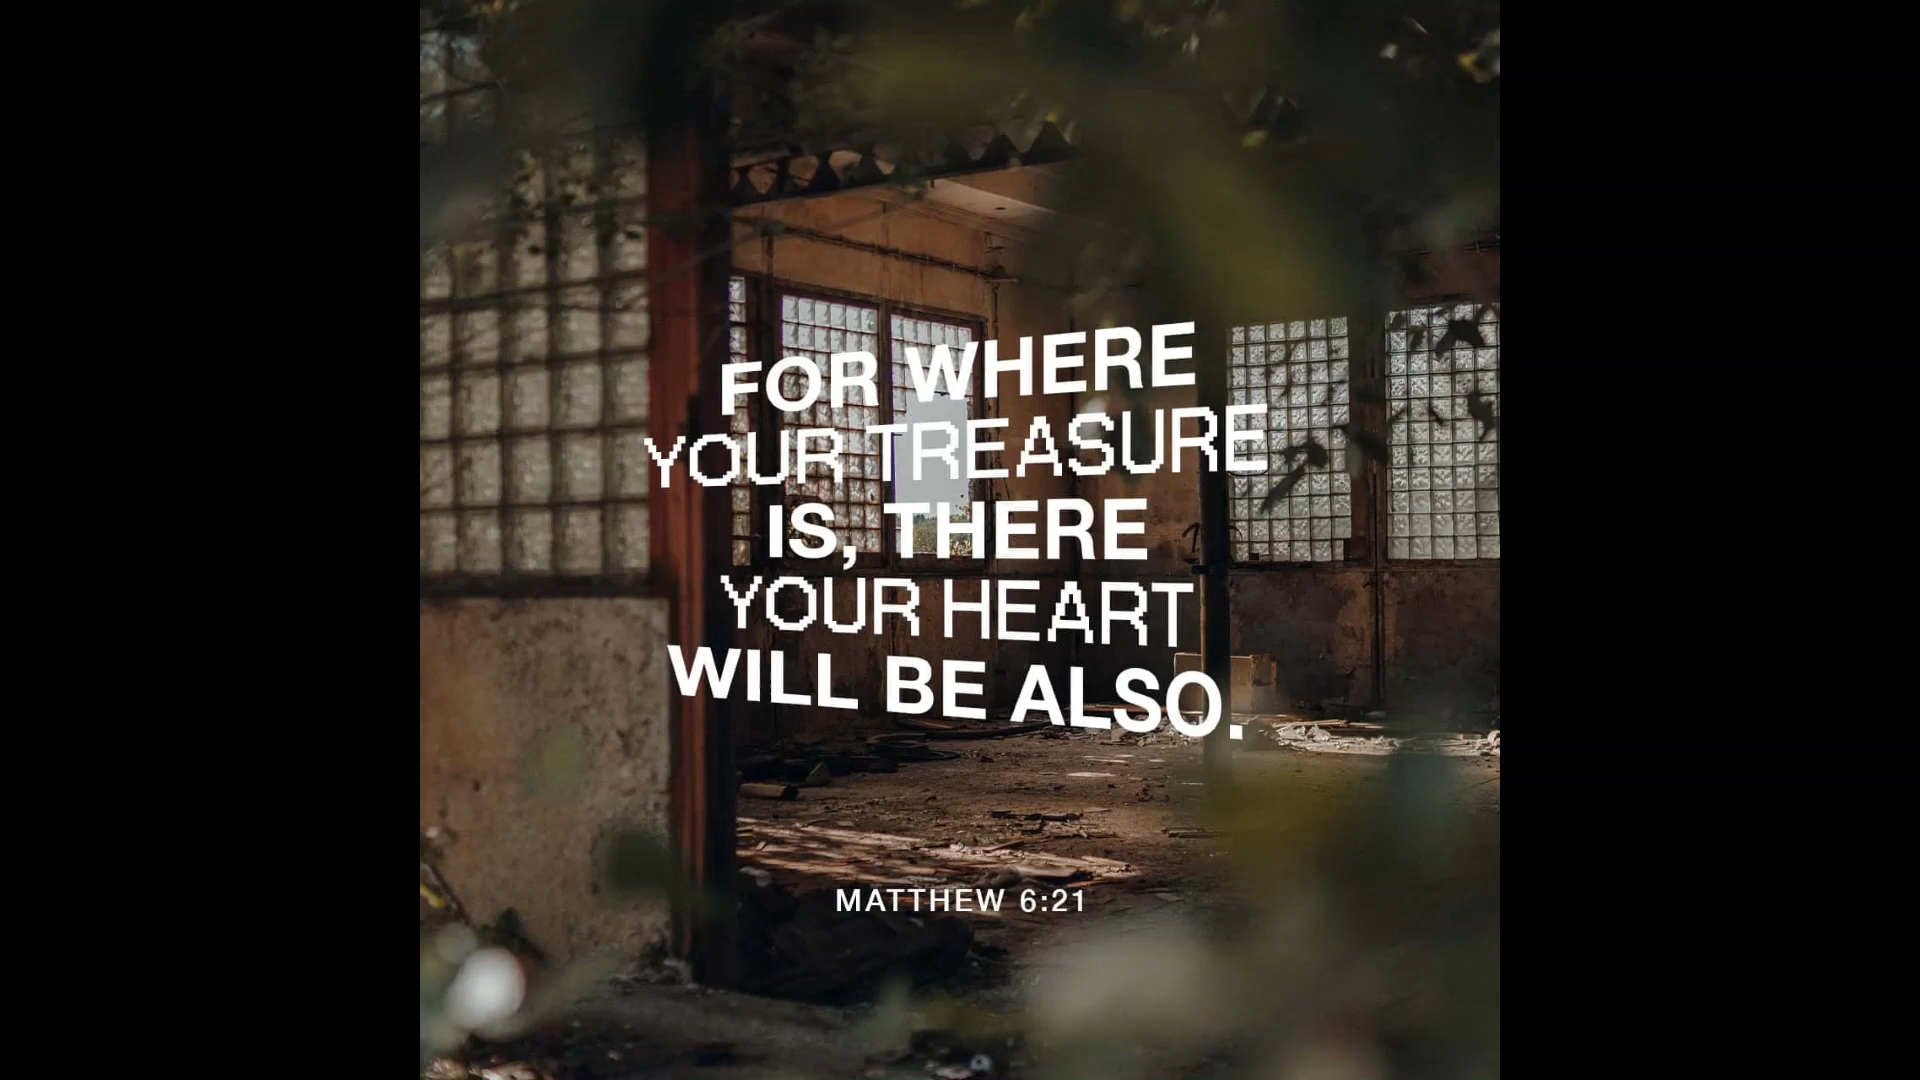 FOR WHERE
YOUR TREASURE
IS, THERE
YOUR HEART
WILL BE ALSO.
MATTHEW 6:21